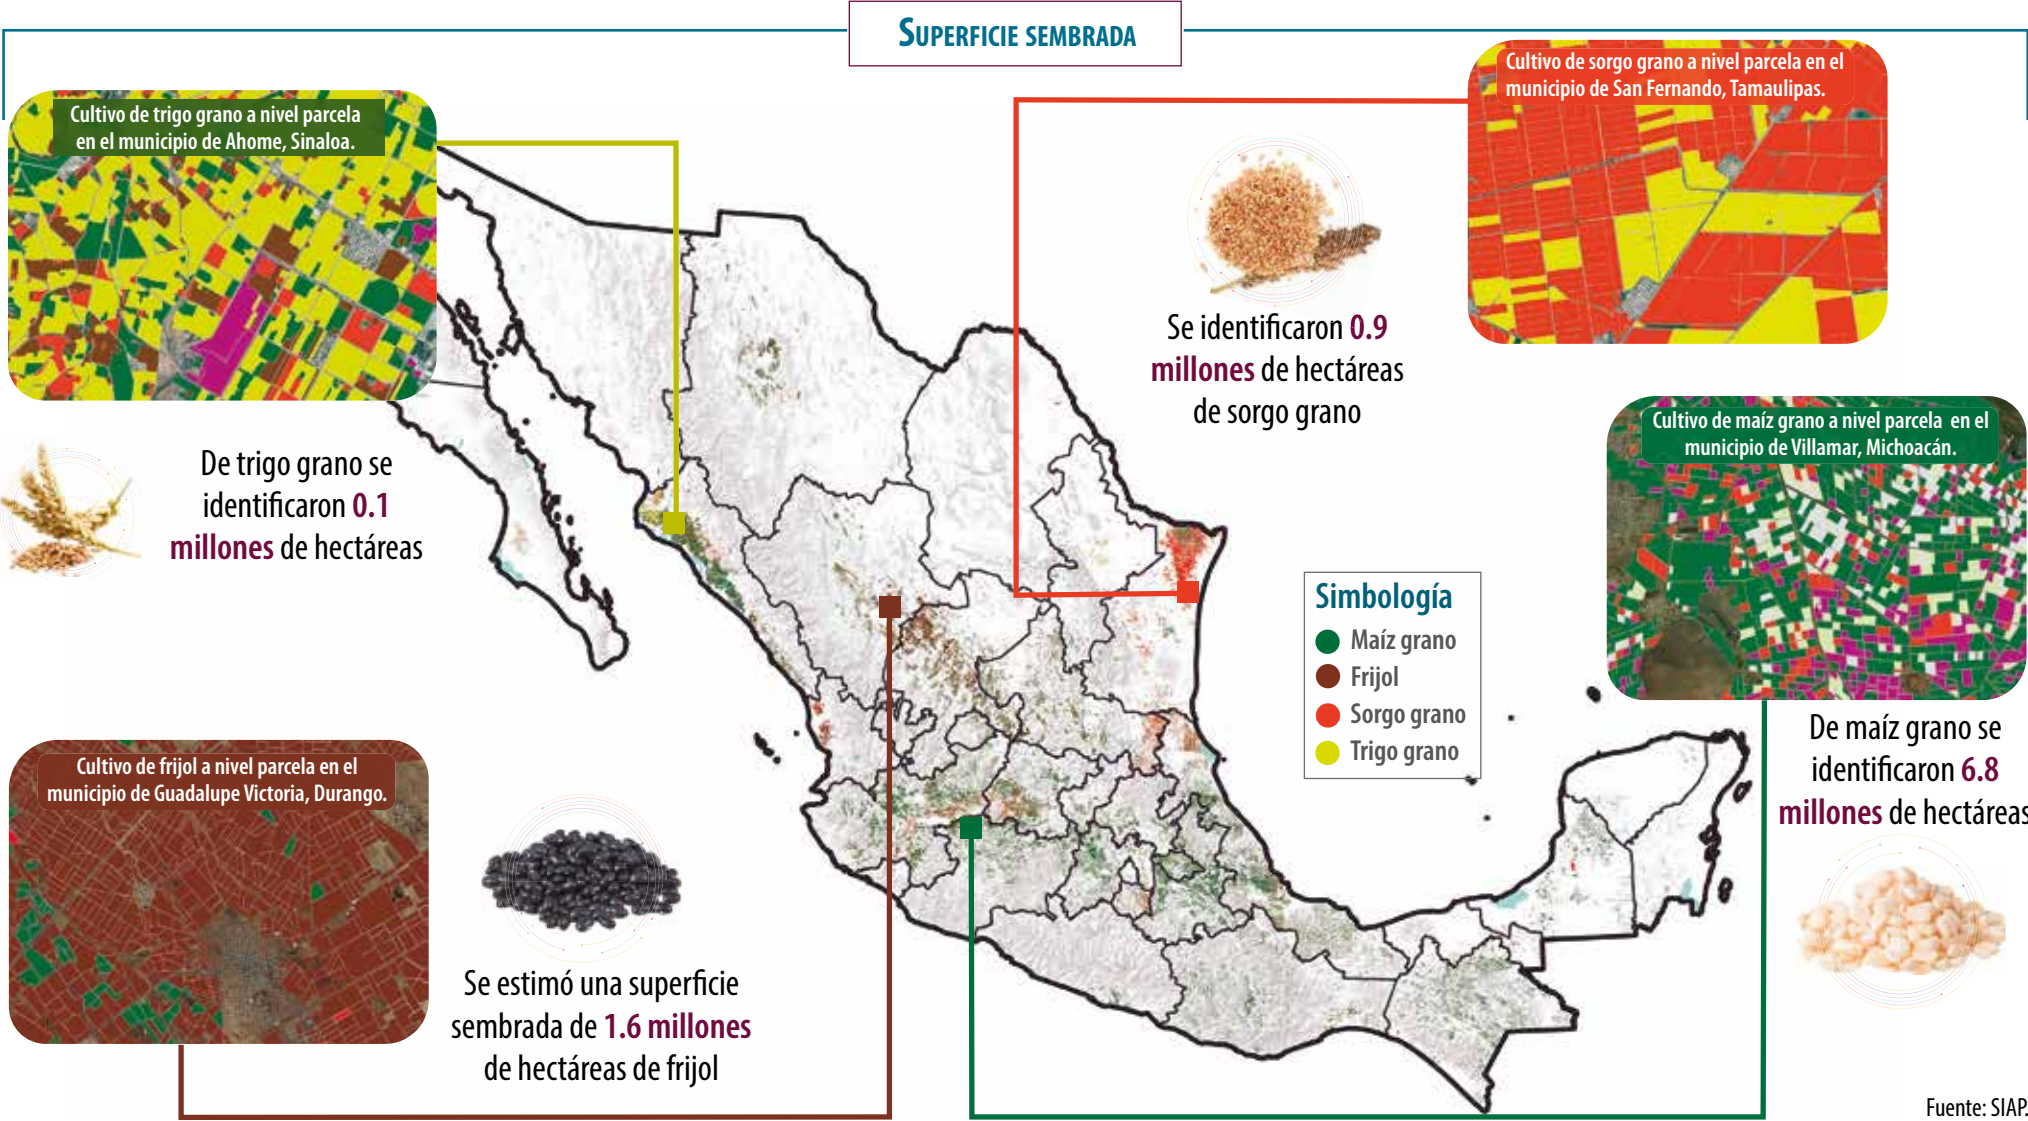 SUPERFICIE SEMBRADA
Cultivo de trigo grano a nivel parcela
en el municipio de Ahome, Sinaloa.
De trigo grano se
identificaron 0.1
millones de hectáreas
Cultivo de sorgo grano a nivel parcela en el
municipio de San Fernando, Tamaulipas.
Se identificaron 0.9
millones de hectáreas
de sorgo grano
Cultivo de maíz grano a nivel parcela en el
municipio de Villamar, Michoacán.
De maíz grano se
identificaron 6.8
millones de hectáreas
Simbología
Maíz grano
Frijol
Sorgo grano
Trigo grano
Cultivo de frijol a nivel parcela en el
municipio de Guadalupe Victoria, Durango.
Se estimó una superficie
sembrada de 1.6 millones
de hectáreas de frijol
Fuente: SIAP.